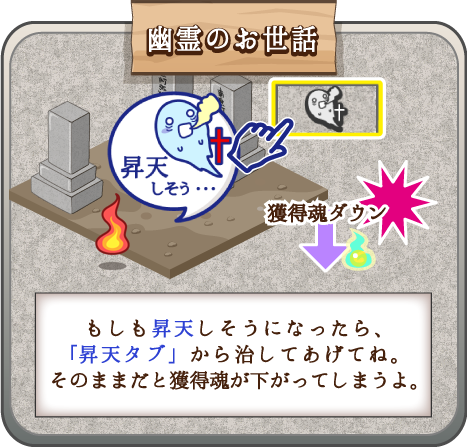 幽霊のお世話
昇天
しそう・・・
獲得魂ダウン
もしも昇天しそうになったら、
「昇天タブ」から治してあげてね。
そのままだと獲得魂が下がってしまうよ。